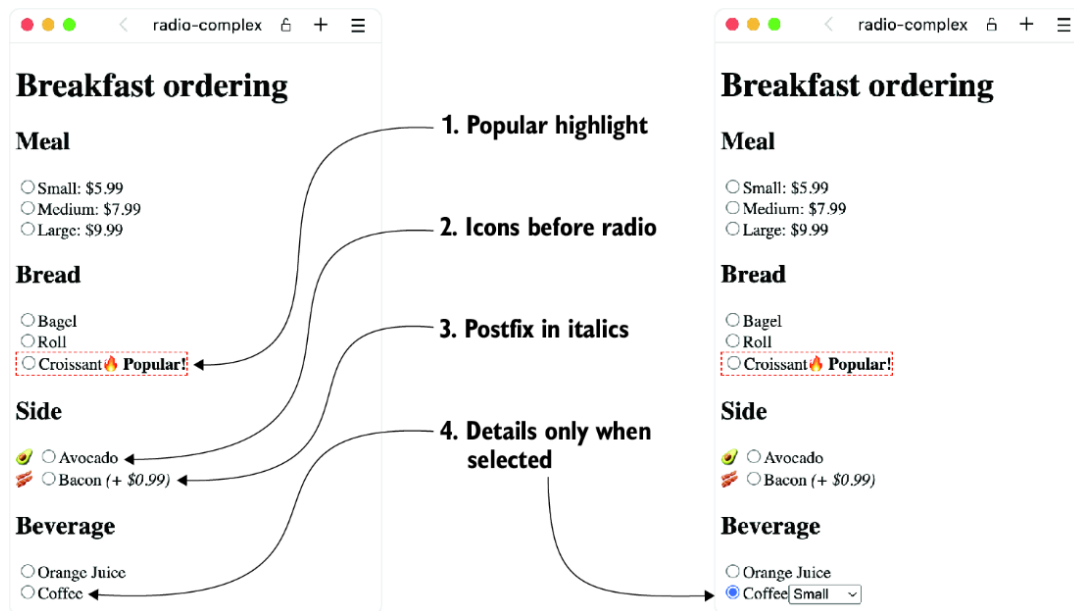 radio-complex
Breakfast ordering
Meal
Small: $5.99
Medium: $7.99
Large: $9.99
Bread
Bagel
Roll
Croissant🔥 Popular!
Side
🥑 Avocado
🥓 Bacon (+ $0.99)
Beverage
Orange Juice
Coffee
1. Popular highlight
2. Icons before radio
3. Postfix in italics
4. Details only when
selected
radio-complex
Breakfast ordering
Meal
Small: $5.99
Medium: $7.99
Large: $9.99
Bread
Bagel
Roll
Croissant🔥 Popular!
Side
🥑 Avocado
🥓 Bacon (+ $0.99)
Beverage
Orange Juice
Coffee Small